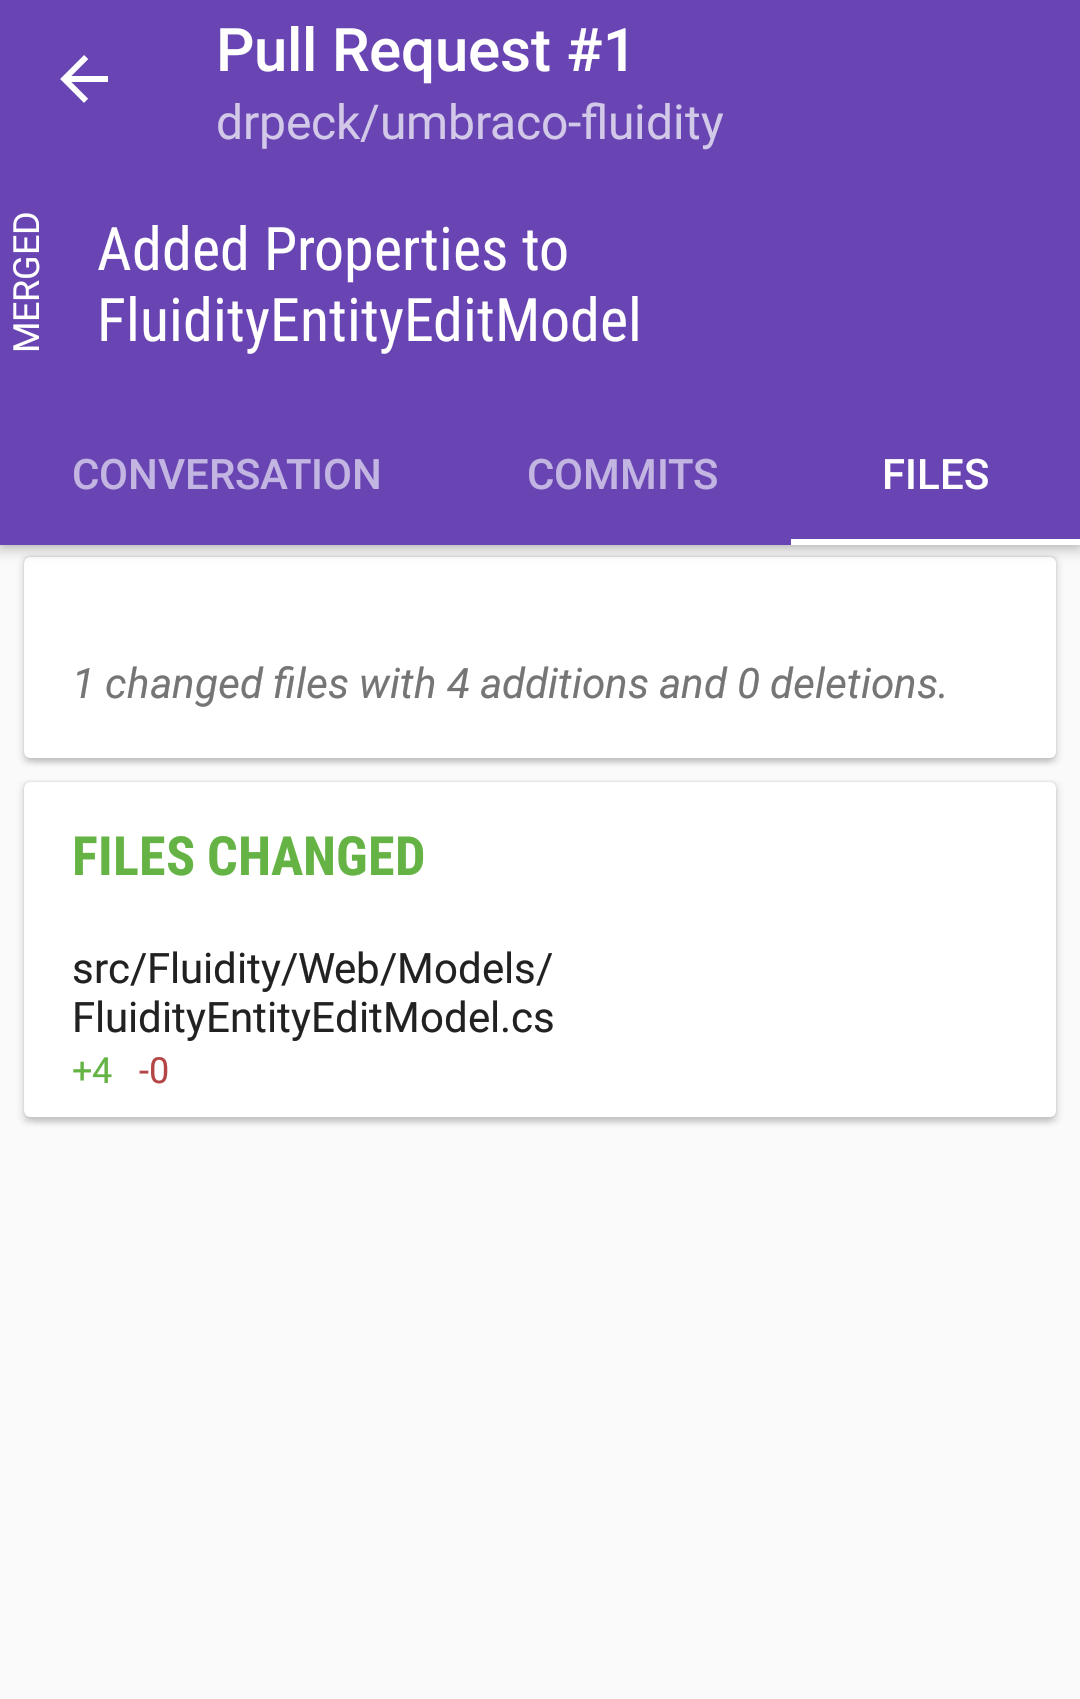 Pull Request #1
drpeck/umbraco-fluidity
MERGED
Added Properties to
FluidityEntityEditModel
CONVERSATION
COMMITS
FILES
1 changed files with 4 additions and 0 deletions.
FILES CHANGED
src/Fluidity/Web/Models/
FluidityEntityEditModel.cs
+4 -0